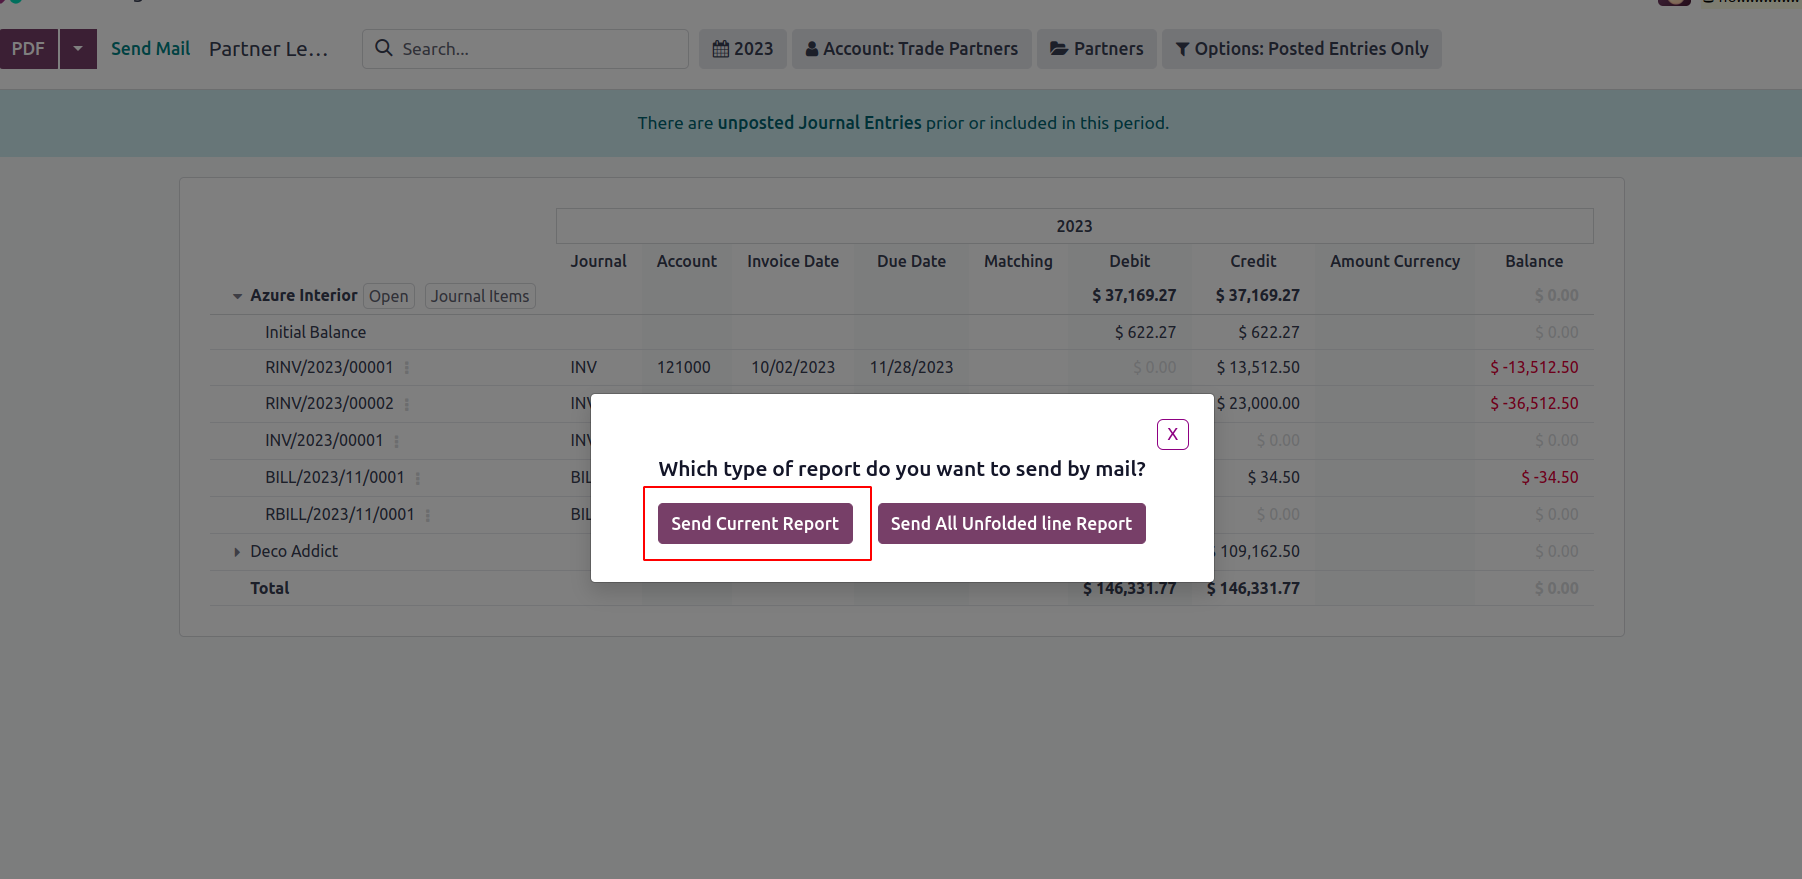 PDF Send Mail Partner Le... Search... 2023 Account: Trade Partners Partners Options: Posted Entries Only
There are unposted Journal Entries prior or included in this period.
2023
Journal Account Invoice Date Due Date Matching Debit Credit Amount Currency Balance
Azure Interior Open Journal Items $ 37,169.27 $ 37,169.27 $ 0.00
Initial Balance $ 622.27 $ 622.27 $ 0.00
RINV/2023/00001 INV 121000 10/02/2023 11/28/2023 $ 0.00 $ 13,512.50 $ -13,512.50
RINV/2023/00002 $ 23,000.00 $ -36,512.50
INV/2023/00001 $ 0.00 $ 0.00
BILL/2023/11/0001 $ 34.50 $ -34.50
RBILL/2023/11/0001 $ 0.00 $ 0.00
Deco Addict 109,162.50 $ 0.00
Total $ 146,331.77 $ 146,331.77 $ 0.00
X
Which type of report do you want to send by mail?
Send Current Report Send All Unfolded line Report